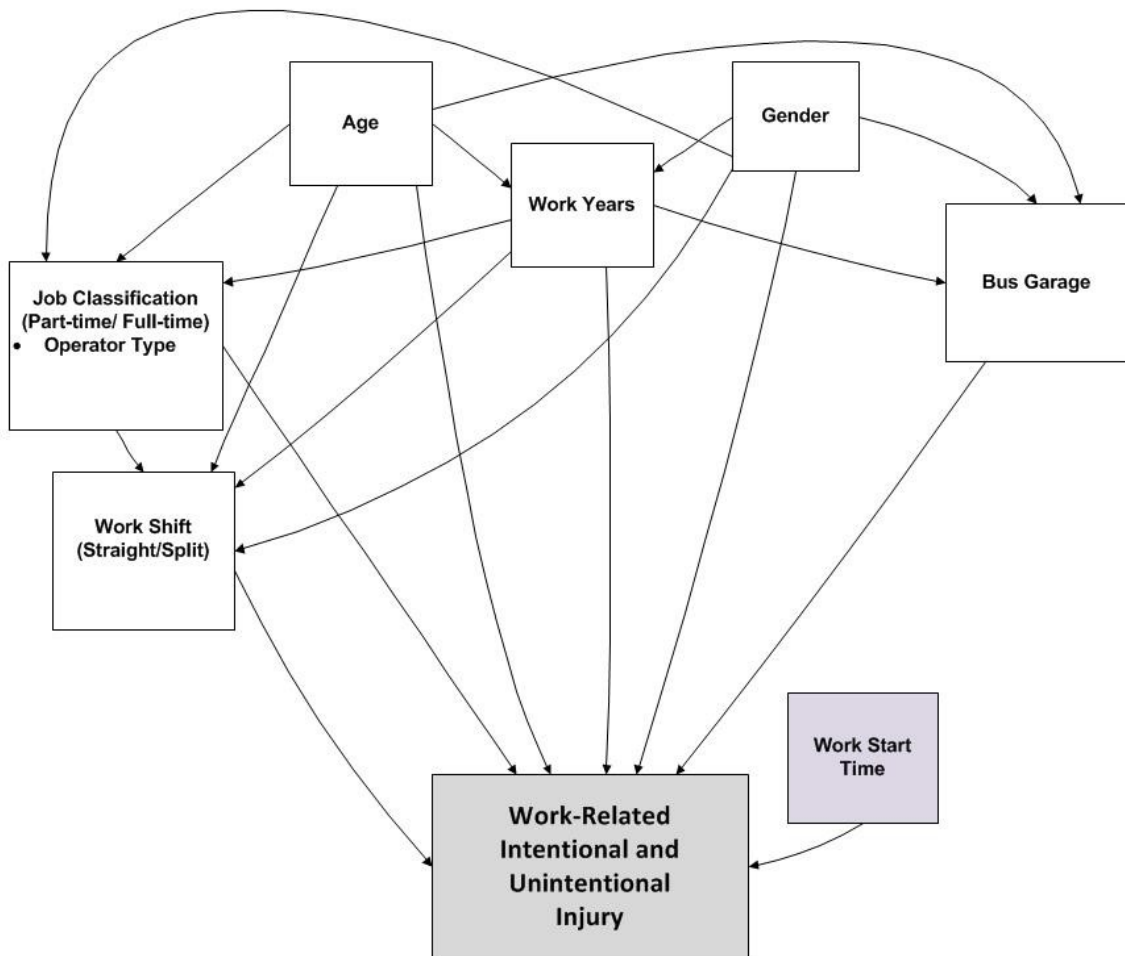 Age
Gender
Work Years
Bus Garage
Job Classification
(Part-time/ Full-time)
• Operator Type
Work Shift
(Straight/Split)
Work Start
Time
Work-Related
Intentional and
Unintentional
Injury